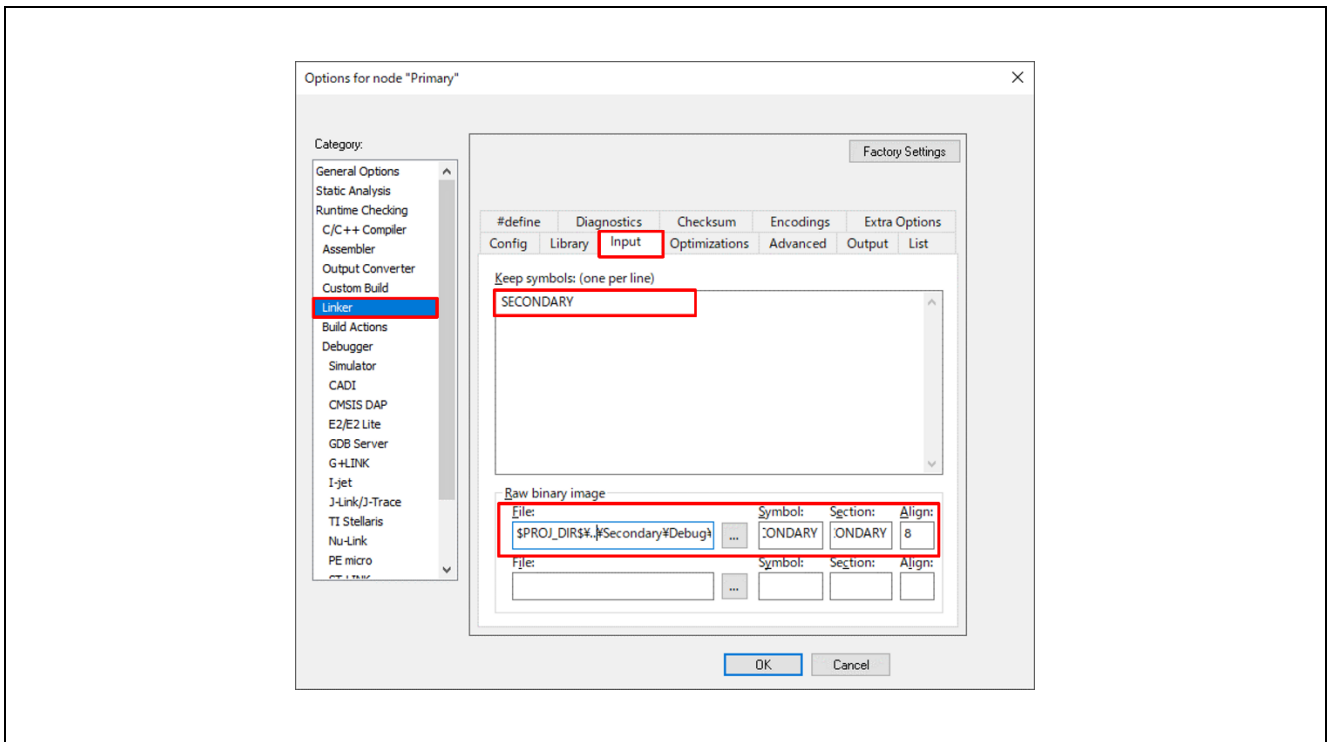 Options for node "Primary"
Category:
General Options
Static Analysis
Runtime Checking
C/C++ Compiler
Assembler
Output Converter
Custom Build
Linker
Build Actions
Debugger
Simulator
CADI
CMSIS DAP
E2/E2 Lite
GDB Server
G+LINK
I-jet
J-Link/J-Trace
TI Stellaris
Nu-Link
PE micro
Factory Settings
#define Diagnostics Checksum Encodings Extra Options
Config Library Input Optimizations Advanced Output List
Keep symbols: (one per line)
SECONDARY
Raw binary image
File: Symbol: Section: Align:
$PROJ_DIR$¥..¥Secondary¥Debug¥ ... CONDARY CONDARY 8
File: Symbol: Section: Align:
...
OK Cancel